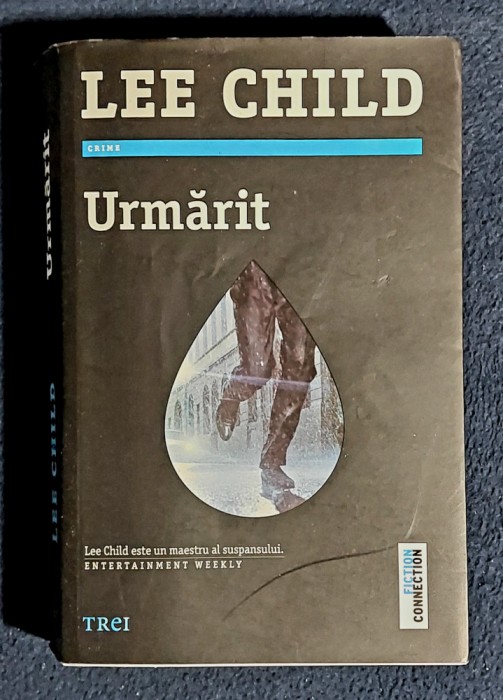 LEE CHILD
CRIME
Urmărit
Lee Child este un maestru al suspansului.
ENTERTAINMENT WEEKLY
FICTION
CONNECTION
TREI
Urmărit
LEE CHILD